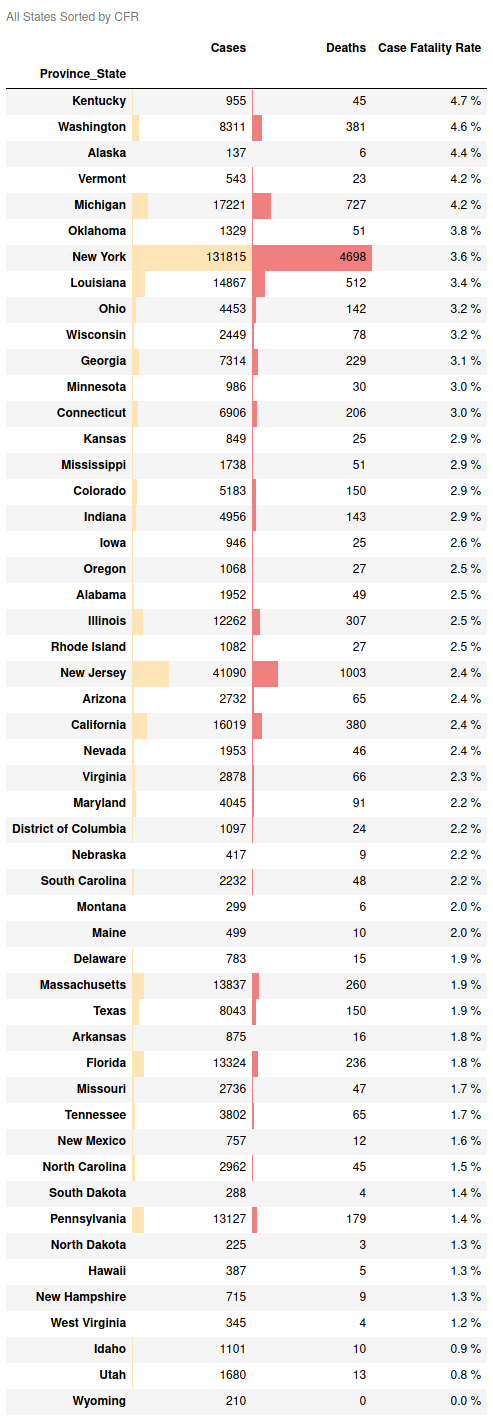 All States Sorted by CFR
Cases Deaths Case Fatality Rate
Province_State
Kentucky 955 45 4.7 %
Washington 8311 381 4.6 %
Alaska 137 6 4.4 %
Vermont 543 23 4.2 %
Michigan 17221 727 4.2 %
Oklahoma 1329 51 3.8 %
New York 131815 4698 3.6 %
Louisiana 14867 512 3.4 %
Ohio 4453 142 3.2 %
Wisconsin 2449 78 3.2 %
Georgia 7314 229 3.1 %
Minnesota 986 30 3.0 %
Connecticut 6906 206 3.0 %
Kansas 849 25 2.9 %
Mississippi 1738 51 2.9 %
Colorado 5183 150 2.9 %
Indiana 4956 143 2.9 %
Iowa 946 25 2.6 %
Oregon 1068 27 2.5 %
Alabama 1952 49 2.5 %
Illinois 12262 307 2.5 %
Rhode Island 1082 27 2.5 %
New Jersey 41090 1003 2.4 %
Arizona 2732 65 2.4 %
California 16019 380 2.4 %
Nevada 1953 46 2.4 %
Virginia 2878 66 2.3 %
Maryland 4045 91 2.2 %
District of Columbia 1097 24 2.2 %
Nebraska 417 9 2.2 %
South Carolina 2232 48 2.2 %
Montana 299 6 2.0 %
Maine 499 10 2.0 %
Delaware 783 15 1.9 %
Massachusetts 13837 260 1.9 %
Texas 8043 150 1.9 %
Arkansas 875 16 1.8 %
Florida 13324 236 1.8 %
Missouri 2736 47 1.7 %
Tennessee 3802 65 1.7 %
New Mexico 757 12 1.6 %
North Carolina 2962 45 1.5 %
South Dakota 288 4 1.4 %
Pennsylvania 13127 179 1.4 %
North Dakota 225 3 1.3 %
Hawaii 387 5 1.3 %
New Hampshire 715 9 1.3 %
West Virginia 345 4 1.2 %
Idaho 1101 10 0.9 %
Utah 1680 13 0.8 %
Wyoming 210 0 0.0 %